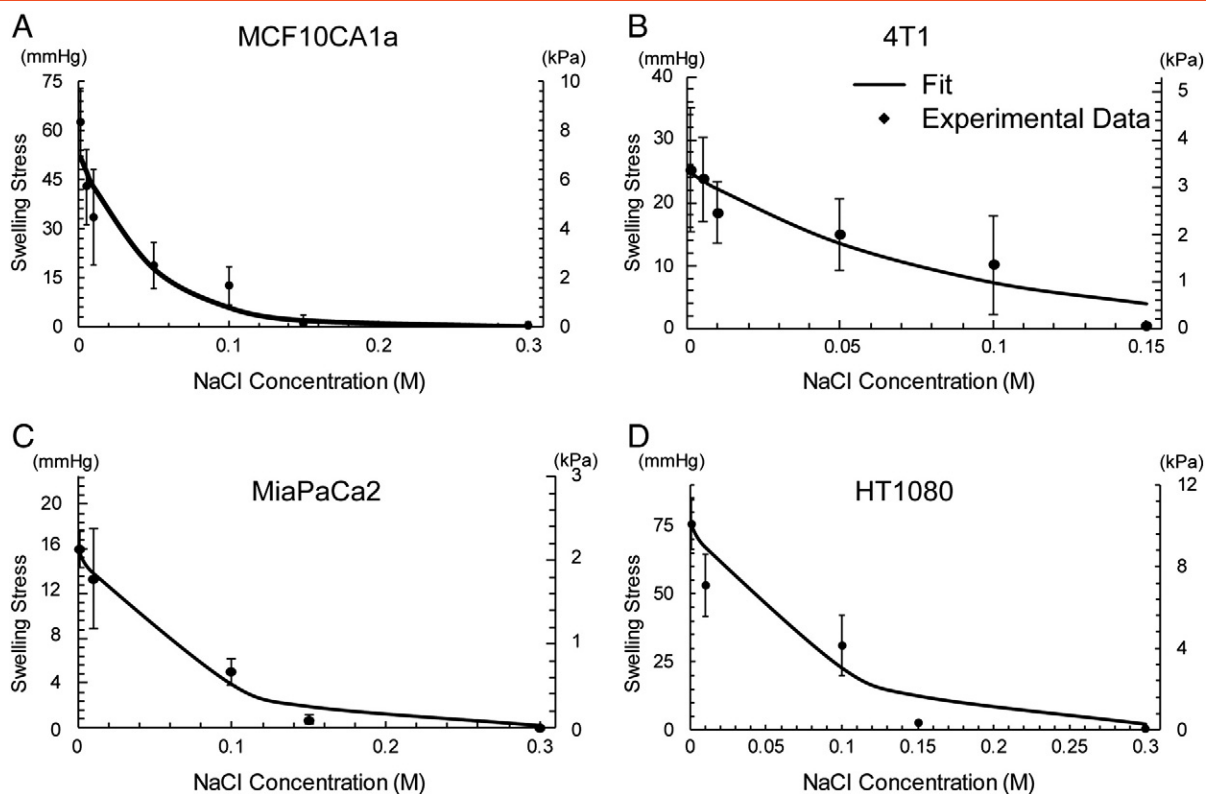 A
MCF10CA1a
(mmHg)
(kPa)
75
60
45
30
15
0
10
8
6
4
2
0
Swelling Stress
0
0.1
0.2
0.3
NaCl Concentration (M)
B
4T1
(mmHg)
(kPa)
Fit
Experimental Data
40
30
20
10
0
5
4
3
2
1
0
Swelling Stress
0
0.05
0.1
0.15
NaCl Concentration (M)
C
(mmHg)
(kPa)
MiaPaCa2
20
16
12
8
4
0
3
2
1
0
Swelling Stress
0
0.1
0.2
0.3
NaCl Concentration (M)
D
(mmHg)
(kPa)
HT1080
75
50
25
0
12
8
4
0
Swelling Stress
0
0.05
0.1
0.15
0.2
0.25
0.3
NaCl Concentration (M)